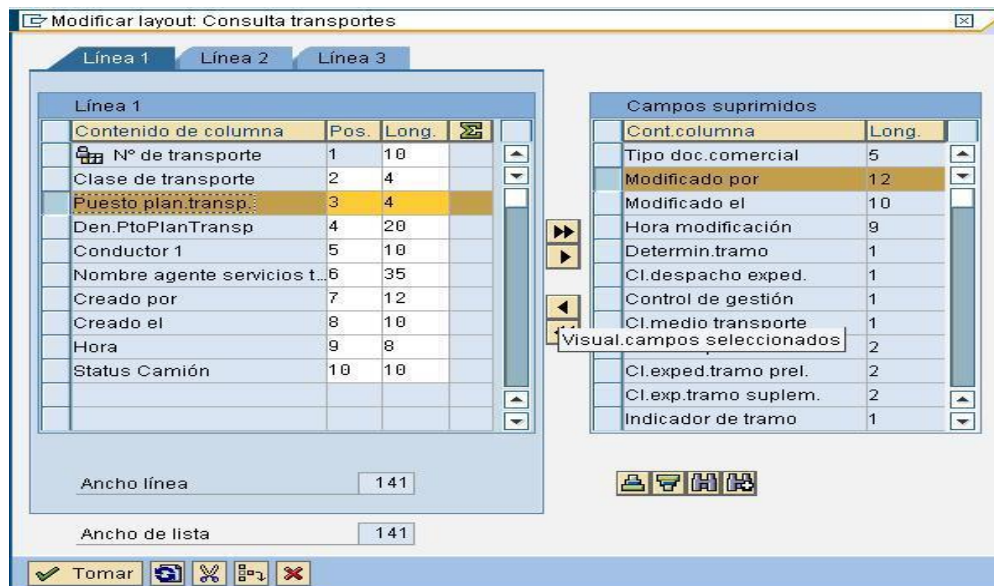 Modificar layout: Consulta transportes
Línea 1 Línea 2 Línea 3
Línea 1
Contenido de columna Pos. Long.
Nº de transporte 1 10
Clase de transporte 2 4
Puesto plan.transp. 3 4
Den.PtoPlanTransp 4 20
Conductor 1 5 10
Nombre agente servicios t... 6 35
Creado por 7 12
Creado el 8 10
Hora 9 8
Status Camión 10 10
Ancho línea 141
Ancho de lista 141
Campos suprimidos
Cont.columna Long.
Tipo doc.comercial 5
Modificado por 12
Modificado el 10
Hora modificación 9
Determin.tramo 1
Cl.despacho exped. 1
Control de gestión 1
Cl.medio transporte 1
Visual.campos seleccionados 2
Cl.exped.tramo prel. 2
Cl.exp.tramo suplem. 2
Indicador de tramo 1
Tomar